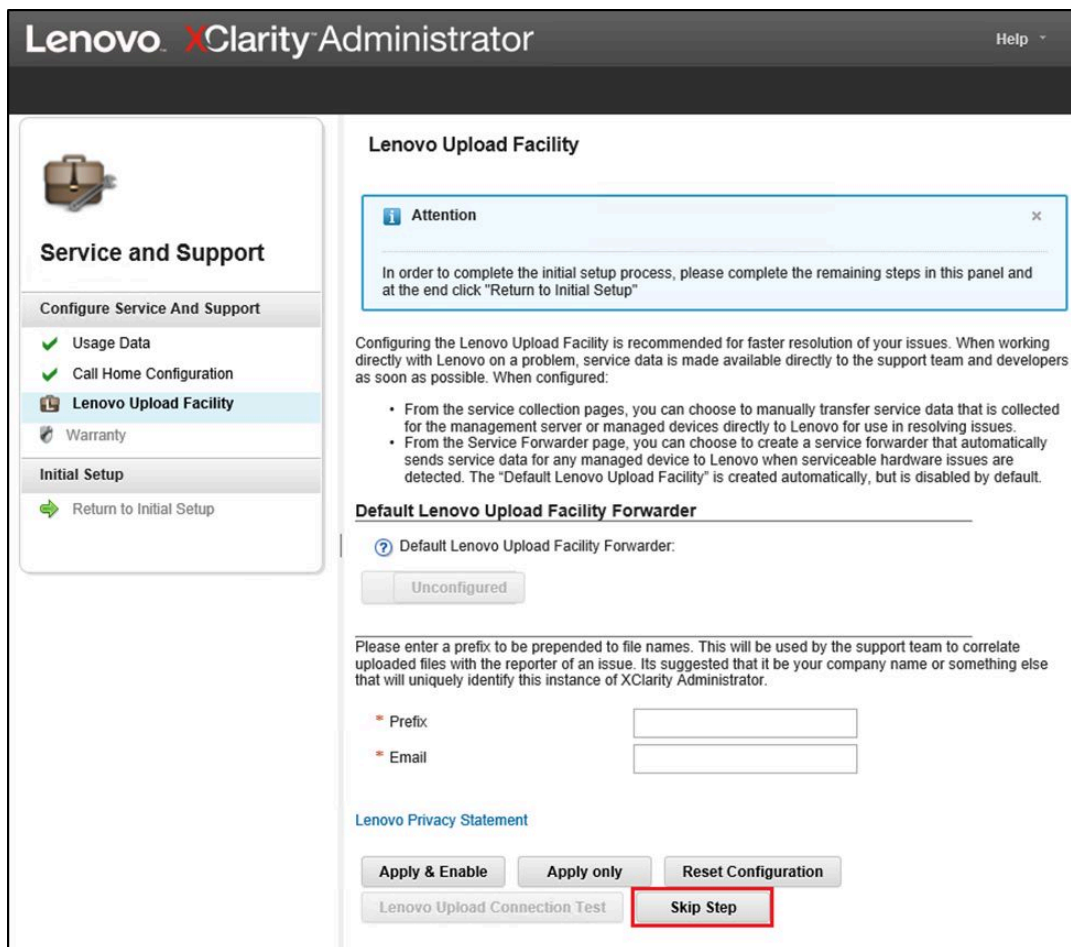 Lenovo XClarity Administrator
Help
Service and Support
Configure Service And Support
Usage Data
Call Home Configuration
Lenovo Upload Facility
Warranty
Initial Setup
Return to Initial Setup
Lenovo Upload Facility
Attention
In order to complete the initial setup process, please complete the remaining steps in this panel and
at the end click "Return to Initial Setup"
Configuring the Lenovo Upload Facility is recommended for faster resolution of your issues. When working
directly with Lenovo on a problem, service data is made available directly to the support team and developers
as soon as possible. When configured:
• From the service collection pages, you can choose to manually transfer service data that is collected
for the management server or managed devices directly to Lenovo for use in resolving issues.
• From the Service Forwarder page, you can choose to create a service forwarder that automatically
sends service data for any managed device to Lenovo when serviceable hardware issues are
detected. The “Default Lenovo Upload Facility” is created automatically, but is disabled by default.
Default Lenovo Upload Facility Forwarder
Default Lenovo Upload Facility Forwarder:
Unconfigured
Please enter a prefix to be prepended to file names. This will be used by the support team to correlate
uploaded files with the reporter of an issue. Its suggested that it be your company name or something else
that will uniquely identify this instance of XClarity Administrator.
* Prefix
* Email
Lenovo Privacy Statement
Apply & Enable Apply only Reset Configuration
Lenovo Upload Connection Test Skip Step